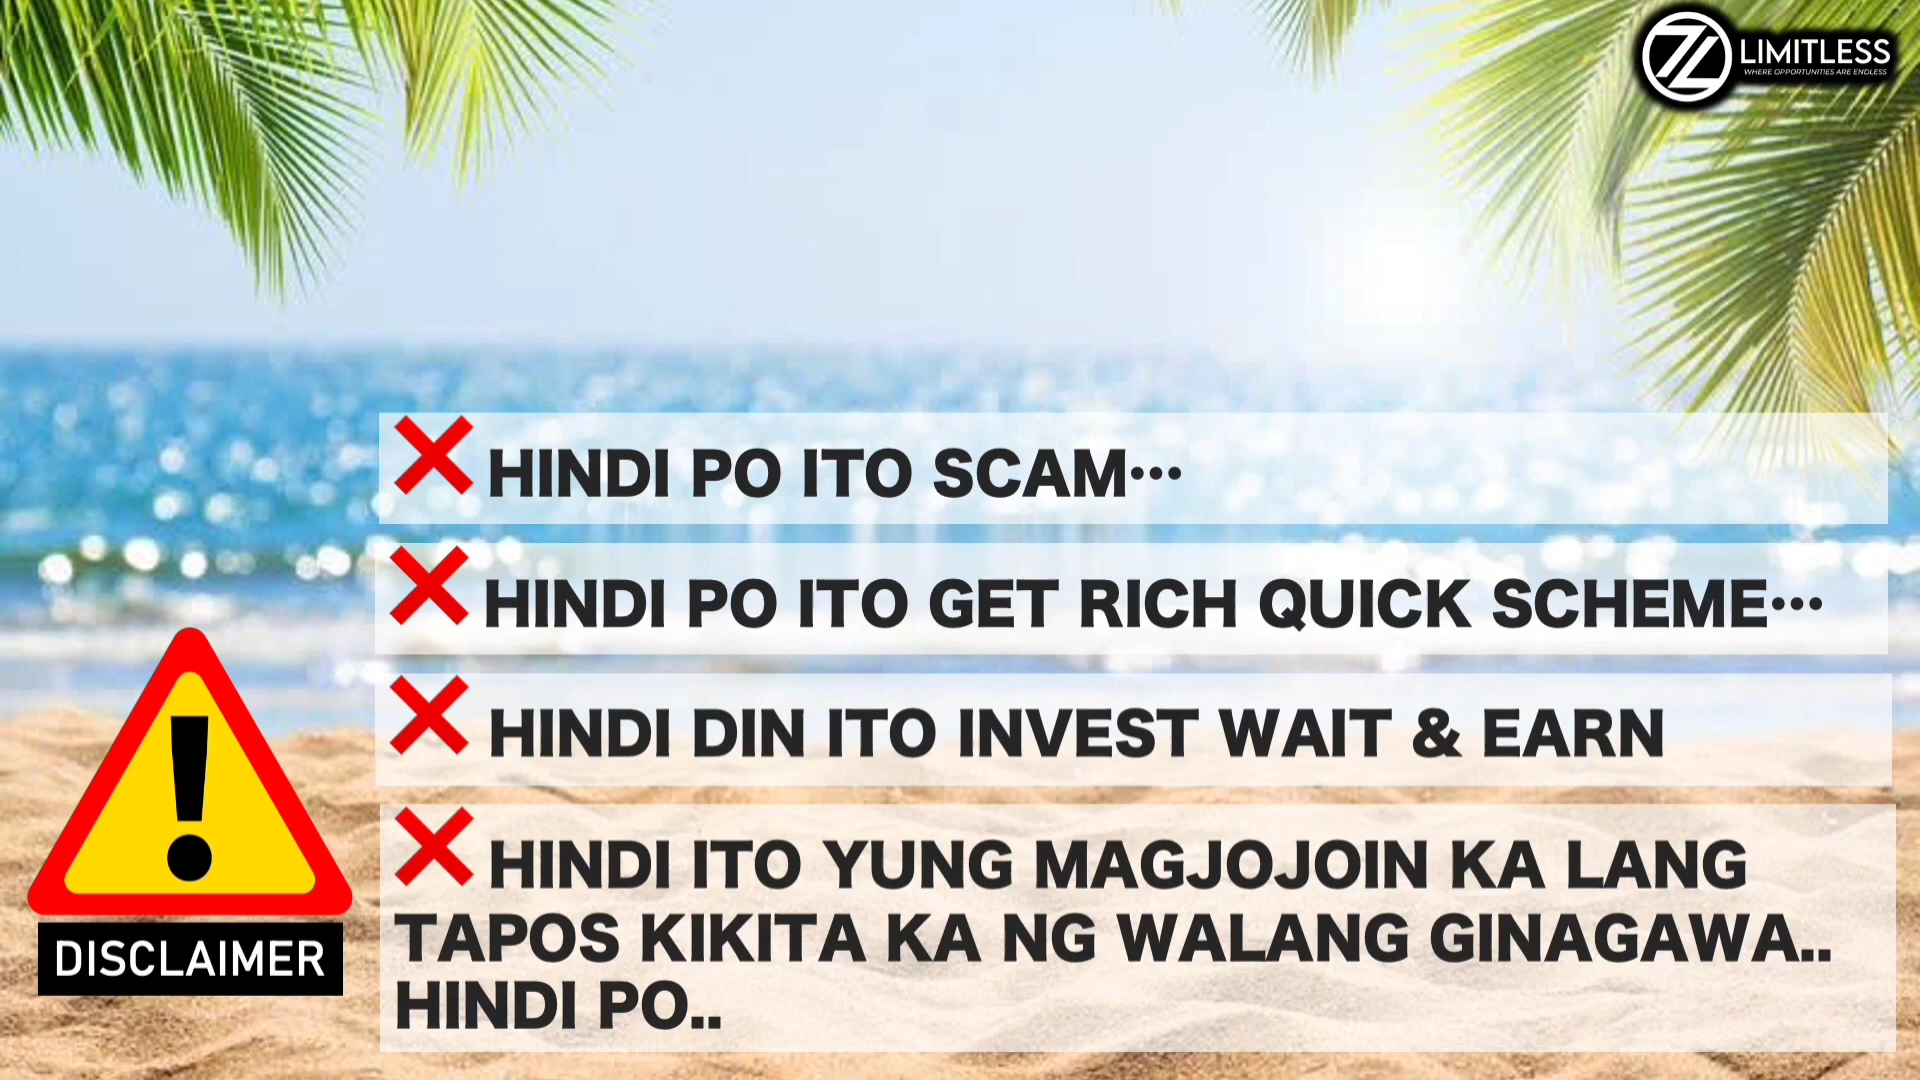 LIMITLESS
WHERE OPPORTUNITIES ARE ENDLESS
HINDI PO ITO SCAM...
HINDI PO ITO GET RICH QUICK SCHEME...
HINDI DIN ITO INVEST WAIT & EARN
HINDI ITO YUNG MAGJOJOIN KA LANG
TAPOS KIKITA KA NG WALANG GINAGAWA..
HINDI PO..
DISCLAIMER